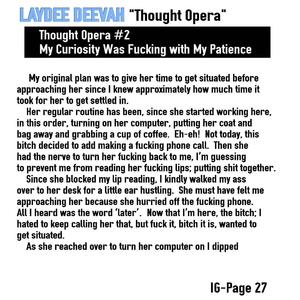 LAYDEE DEEVAH "Thought Opera"
Thought Opera #2
My Curiosity Was Fucking with My Patience
My original plan was to give her time to get situated before
approaching her since I knew approximately how much time it
took for her to get settled in.
Her regular routine has been, since she started working here,
in this order, turning on her computer, putting her coat and
bag away and grabbing a cup of coffee.  Eh-eh!  Not today, this
bitch decided to add making a fucking phone call.  Then she
had the nerve to turn her fucking back to me, I'm guessing
to prevent me from reading her fucking lips; putting shit together.
Since she blocked my lip reading, I kindly walked my ass
over to her desk for a little ear hustling.  She must have felt me
approaching her because she hurried off the fucking phone.
All I heard was the word 'later'.  Now that I'm here, the bitch; I
hated to keep calling her that, but fuck it, bitch it is, wanted to
get situated.
As she reached over to turn her computer on I dipped
IG-Page 27